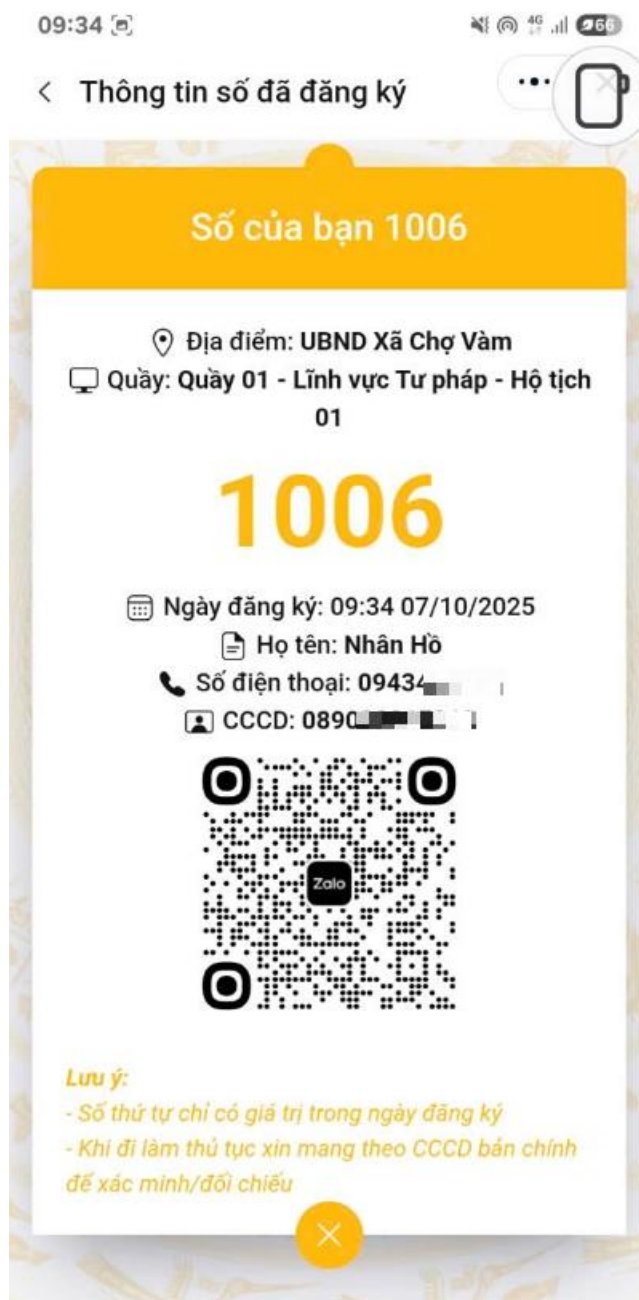 09:34
4G
66
Thông tin số đã đăng ký
Số của bạn 1006
Địa điểm: UBND Xã Chợ Vàm
Quầy: Quầy 01 - Lĩnh vực Tư pháp - Hộ tịch
01
1006
Ngày đăng ký: 09:34 07/10/2025
Họ tên: Nhân Hồ
Số điện thoại: 09434
CCCD: 0890
Zalo
Lưu ý:
- Số thứ tự chỉ có giá trị trong ngày đăng ký
- Khi đi làm thủ tục xin mang theo CCCD bản chính
để xác minh/đối chiếu